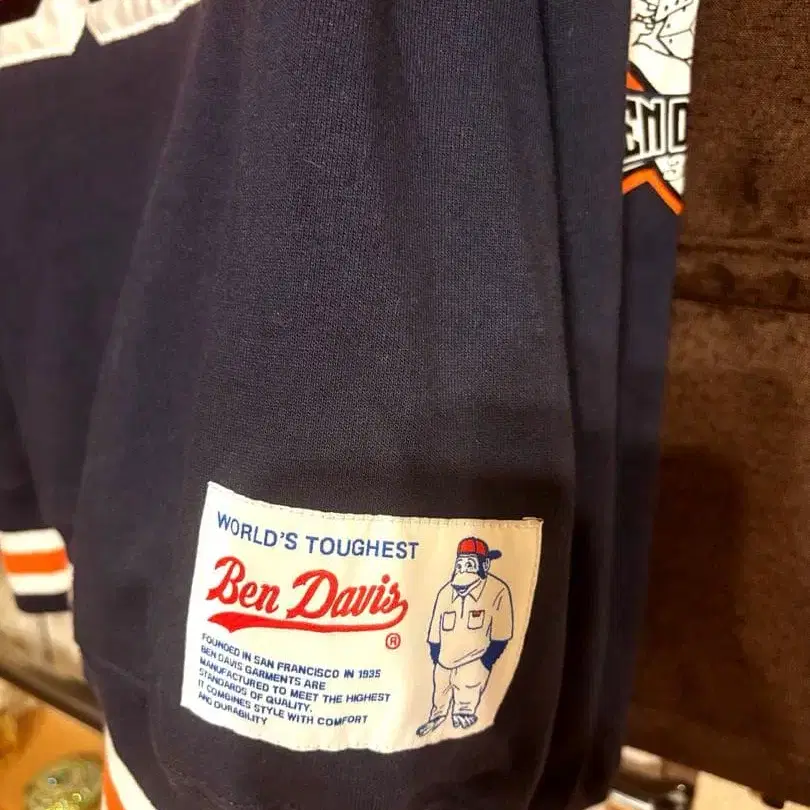 END
WORLD'S TOUGHEST
Ben Davis
®
FOUNDED IN SAN FRANCISCO IN 1935
BEN DAVIS GARMENTS ARE
MANUFACTURED TO MEET THE HIGHEST
STANDARDS OF QUALITY.
IT COMBINES STYLE WITH COMFORT
AND DURABILITY